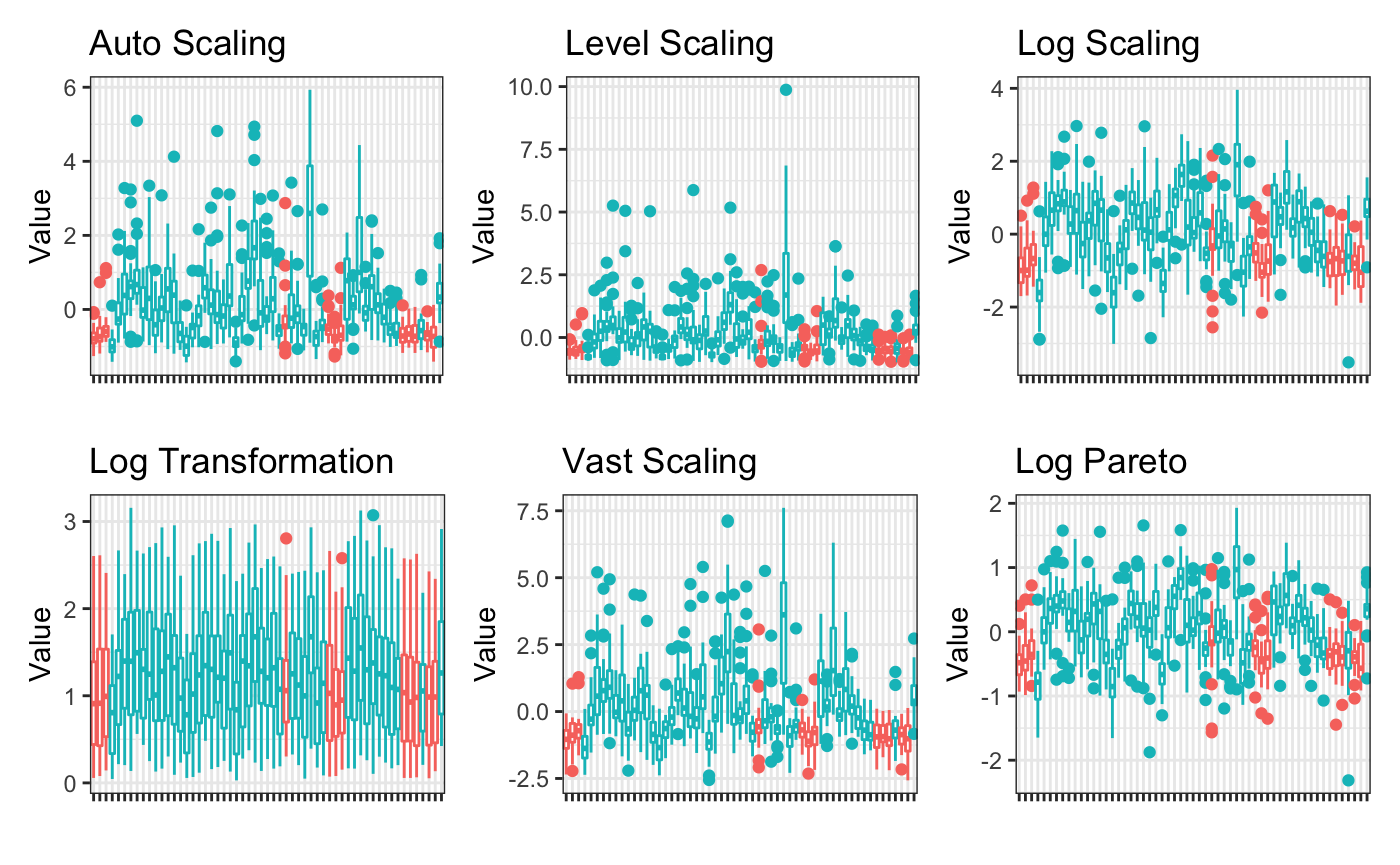 Auto Scaling
Value
6
4
2
0
Level Scaling
Value
10.0
7.5
5.0
2.5
0.0
Log Scaling
Value
4
2
0
-2
Log Transformation
Value
3
2
1
0
Vast Scaling
Value
7.5
5.0
2.5
0.0
-2.5
Log Pareto
Value
2
1
0
-1
-2